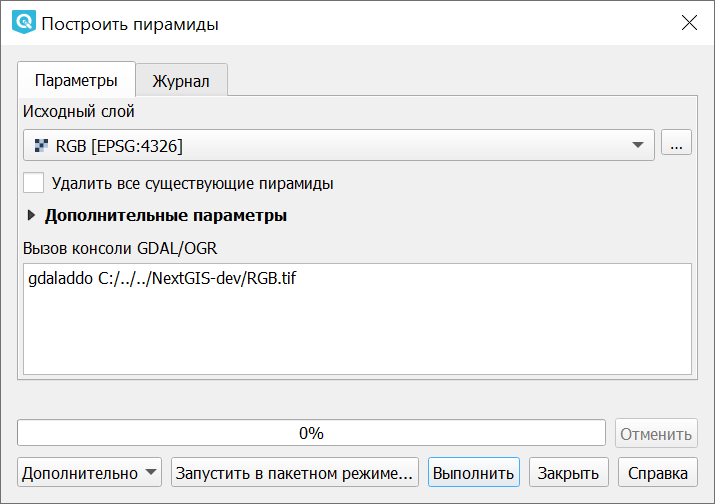 Построить пирамиды
Параметры
Журнал
Исходный слой
RGB [EPSG:4326]
...
Удалить все существующие пирамиды
Дополнительные параметры
Вызов консоли GDAL/OGR
gdaladdo C:/../../NextGIS-dev/RGB.tif
0%
Отменить
Дополнительно
Запустить в пакетном режиме...
Выполнить
Закрыть
Справка